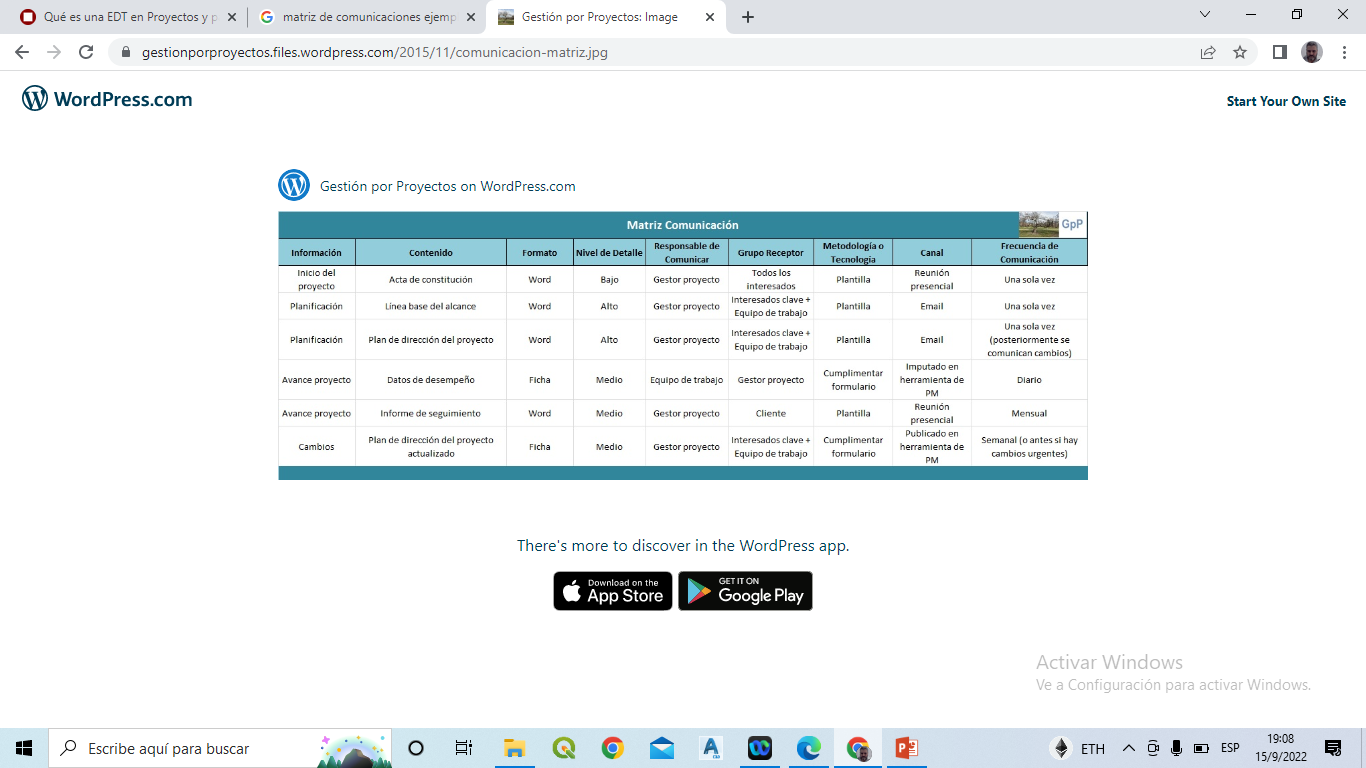 Qué es una EDT en Proyectos y p
matriz de comunicaciones ejemp
Gestión por Proyectos: Image
gestionporproyectos.files.wordpress.com/2015/11/comunicacion-matriz.jpg
WordPress.com
Start Your Own Site
Gestión por Proyectos on WordPress.com
Matriz Comunicación
GpP
Información Contenido Formato Nivel de Detalle Responsable de Comunicar Grupo Receptor Metodología o Tecnología Canal Frecuencia de Comunicación
Inicio del proyecto Acta de constitución Word Bajo Gestor proyecto Todos los interesados Plantilla Reunión presencial Una sola vez
Planificación Línea base del alcance Word Alto Gestor proyecto Interesados clave + Equipo de trabajo Plantilla Email Una sola vez
Planificación Plan de dirección del proyecto Word Alto Gestor proyecto Interesados clave + Equipo de trabajo Plantilla Email Una sola vez (posteriormente se comunican cambios)
Avance proyecto Datos de desempeño Ficha Medio Equipo de trabajo Gestor proyecto Cumplimentar formulario Imputado en herramienta de PM Diario
Avance proyecto Informe de seguimiento Word Medio Gestor proyecto Cliente Plantilla Reunión presencial Mensual
Cambios Plan de dirección del proyecto actualizado Ficha Medio Gestor proyecto Interesados clave + Equipo de trabajo Cumplimentar formulario Publicado en herramienta de PM Semanal (o antes si hay cambios urgentes)
There's more to discover in the WordPress app.
Download on the
App Store
GET IT ON
Google Play
Activar Windows
Ve a Configuración para activar Windows.
Escribe aquí para buscar
ETH
ESP
19:08
15/9/2022